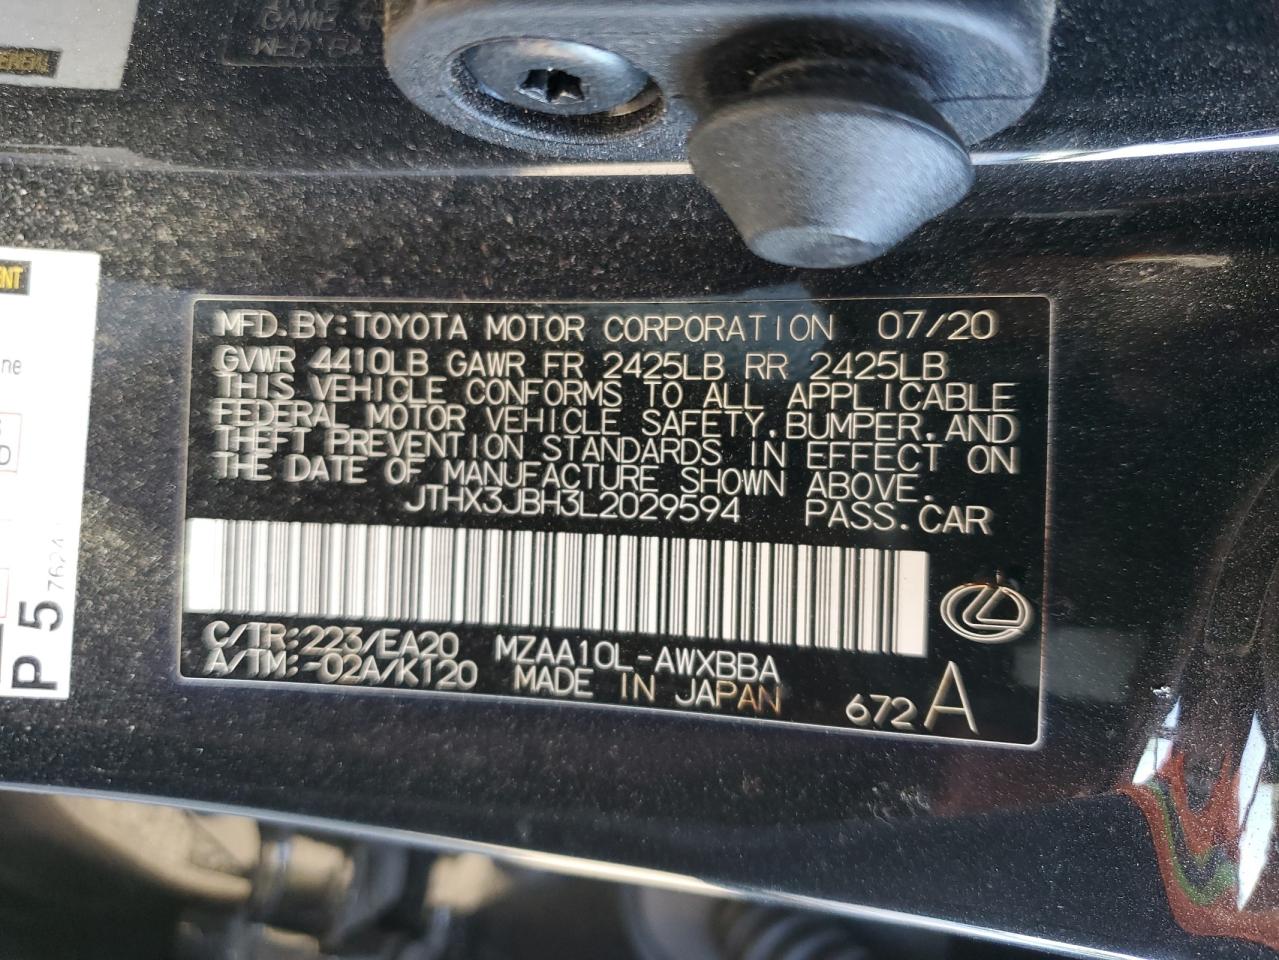 MFD.BY:TOYOTA MOTOR CORPORATION 07/20
GVWR 4410LB GAWR FR 2425LB RR 2425LB
THIS VEHICLE CONFORMS TO ALL APPLICABLE
FEDERAL MOTOR VEHICLE SAFETY,BUMPER,AND
THEFT PREVENTION STANDARDS IN EFFECT ON
THE DATE OF MANUFACTURE SHOWN ABOVE.
JTHX3JBH3L2029594 PASS.CAR
C/TR:223/EA20 MZAA10L-AWXBBA
A/TM:-02A/K120 MADE IN JAPAN
672 A
P 5